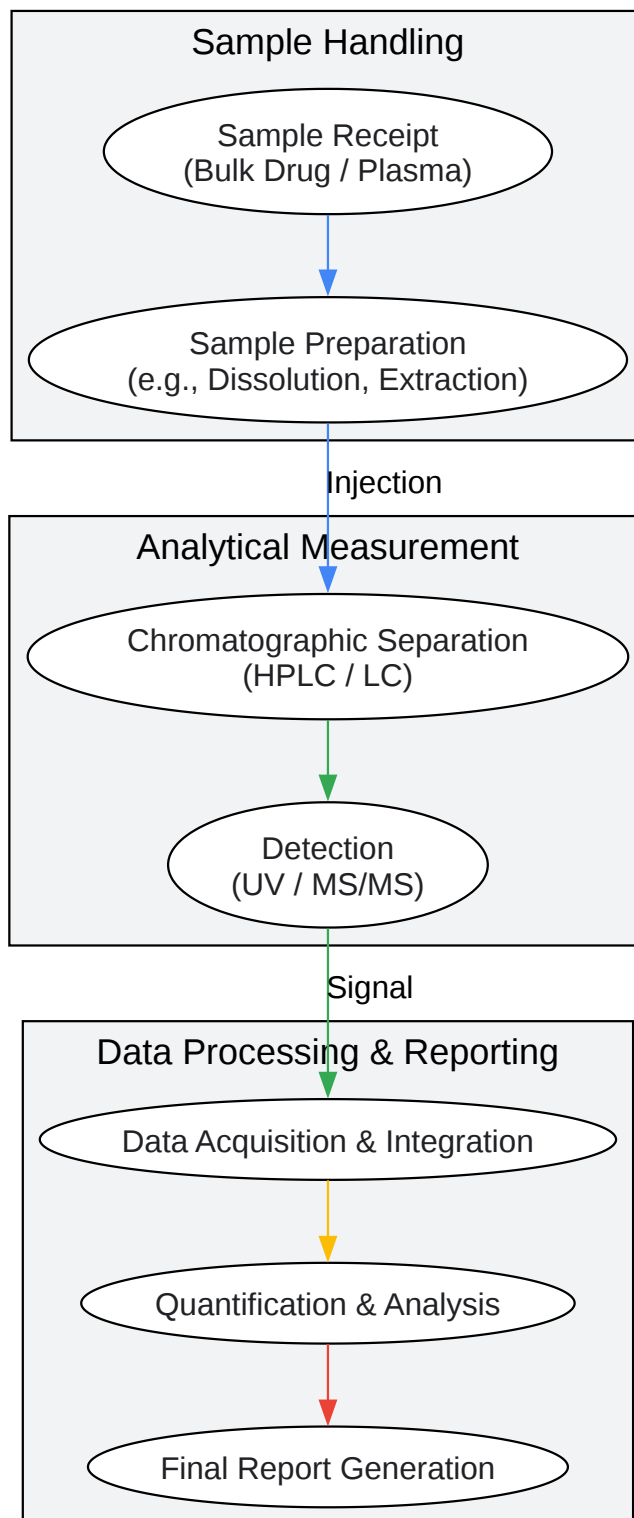 Sample Handling
Sample Receipt
(Bulk Drug / Plasma)
Sample Preparation
(e.g., Dissolution, Extraction)
Injection
Analytical Measurement
Chromatographic Separation
(HPLC / LC)
Detection
(UV / MS/MS)
Signal
Data Processing & Reporting
Data Acquisition & Integration
Quantification & Analysis
Final Report Generation